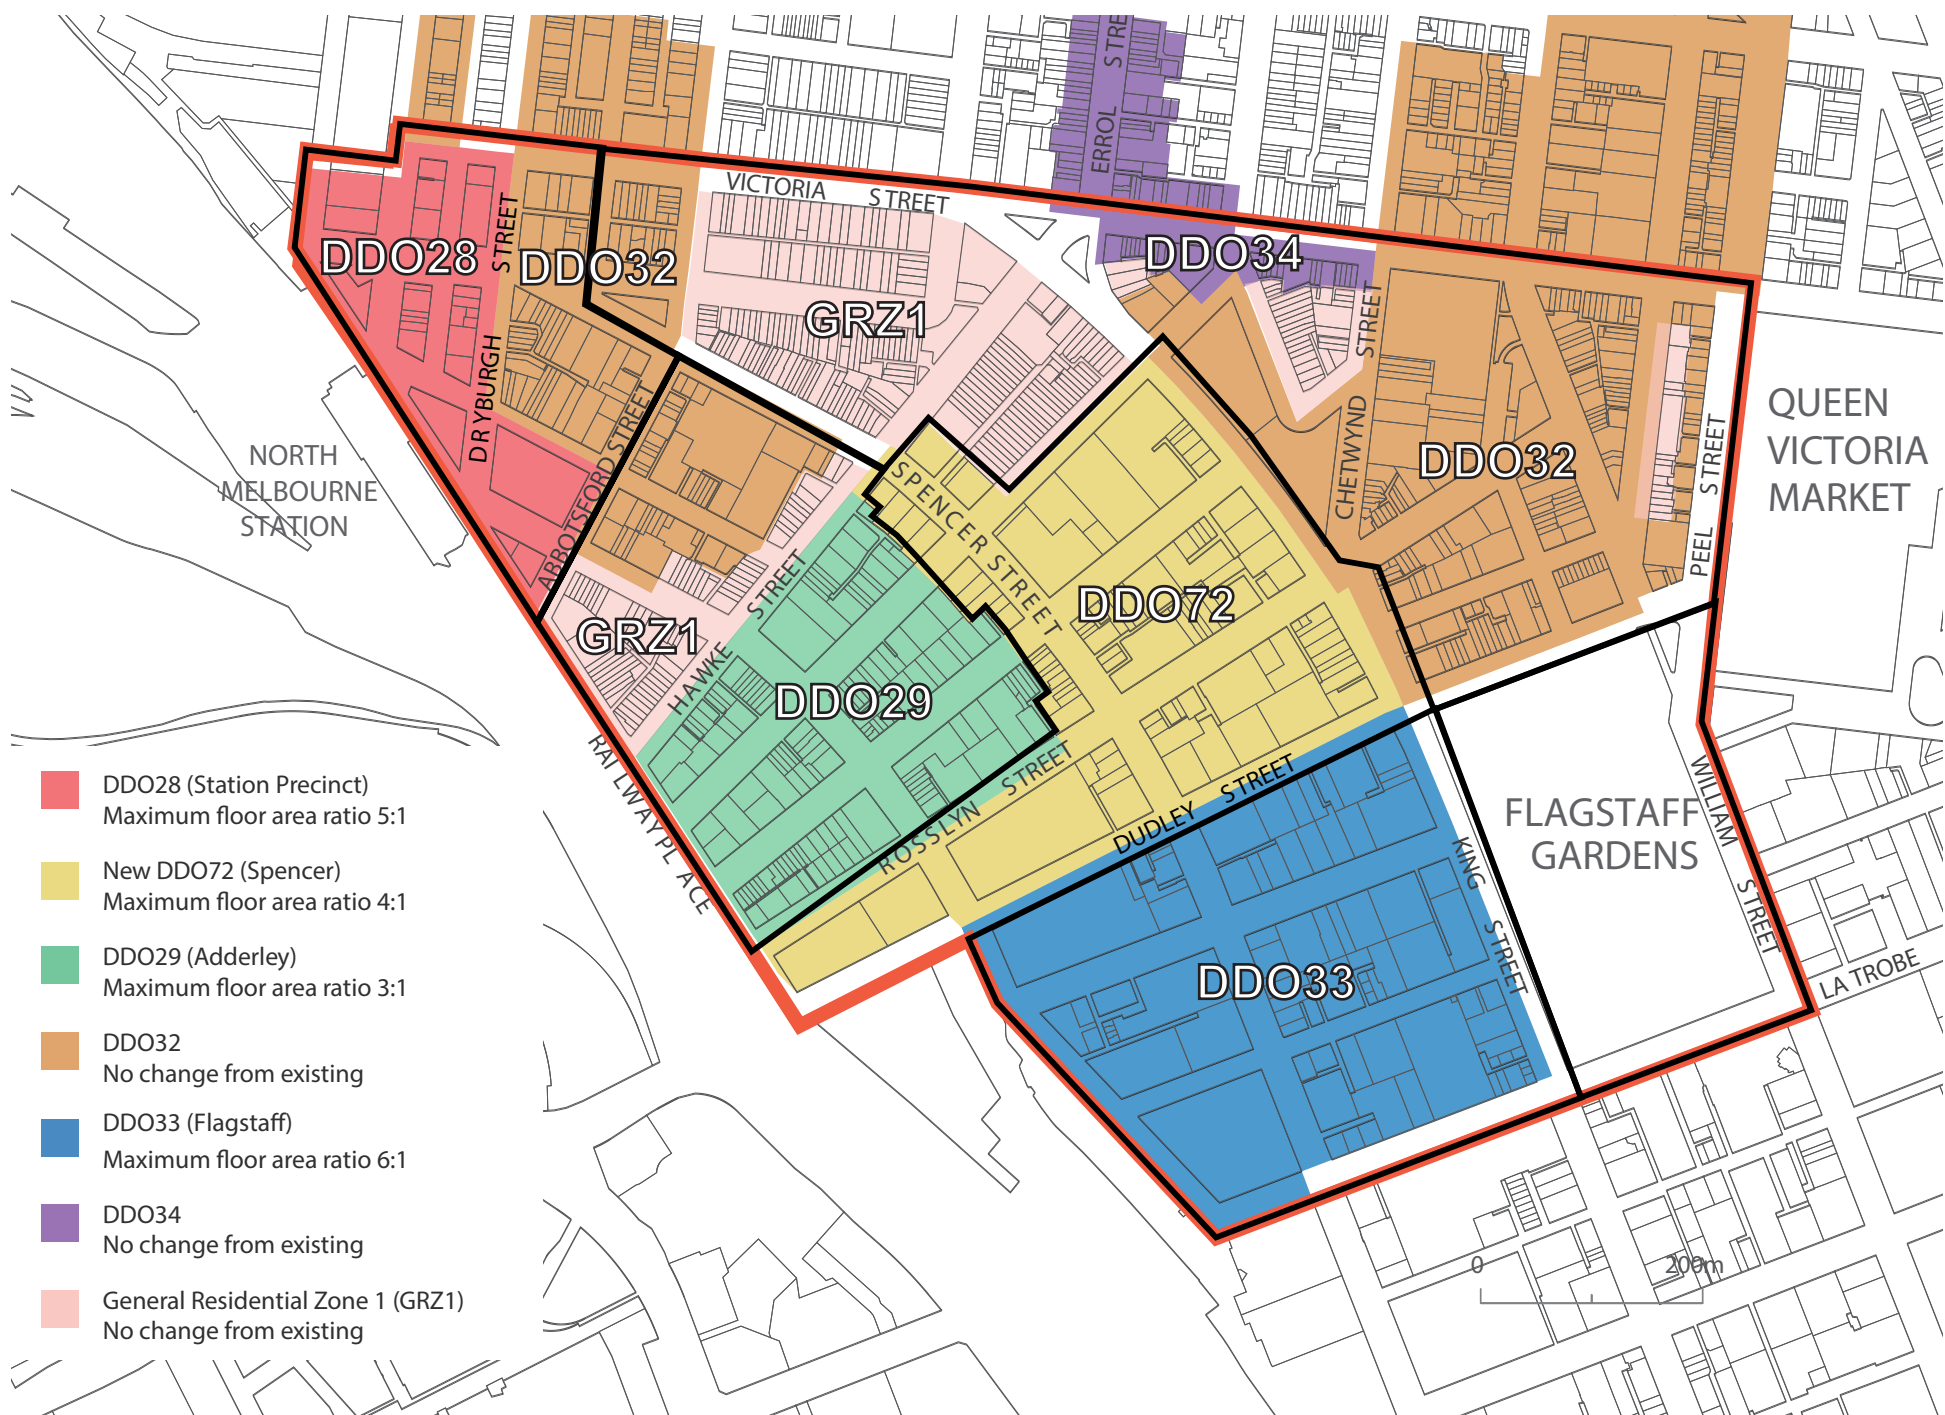 ERROL STRE
VICTORIA STREET
DDO28
STREET
DDO32
DDO34
GRZ1
CHETWYND STREET
DRYBURGH
ABBOTSFORD STREET
NORTH
MELBOURNE
STATION
SPENCER STREET
DDO32
PEEL STREET
QUEEN
VICTORIA
MARKET
GRZ1
HAWKE STREET
DDO72
DDO29
RAILWAY PLACE
ROSSLYN STREET
DUDLEY STREET
KING STREET
FLAGSTAFF
GARDENS
WILLIAM STREET
LA TROBE
DDO33
DDO28 (Station Precinct)
Maximum floor area ratio 5:1
New DDO72 (Spencer)
Maximum floor area ratio 4:1
DDO29 (Adderley)
Maximum floor area ratio 3:1
DDO32
No change from existing
DDO33 (Flagstaff)
Maximum floor area ratio 6:1
DDO34
No change from existing
General Residential Zone 1 (GRZ1)
No change from existing
0 200m